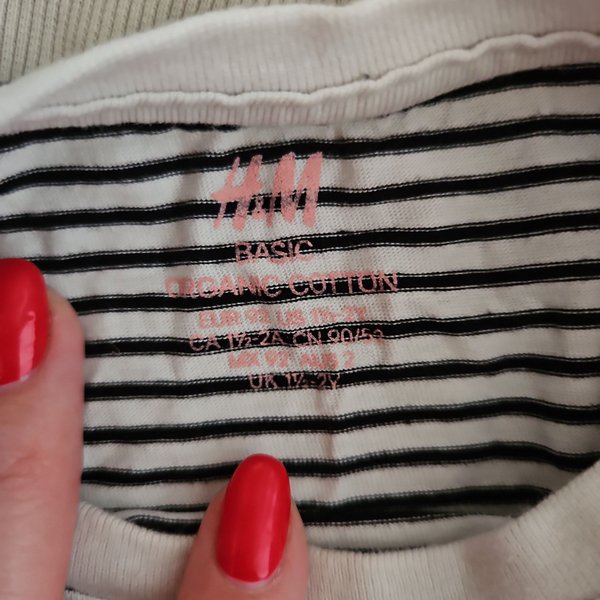 H&M
BASIC
ORGANIC COTTON
EUR 92 US 1½-2Y
CA 1½-2A CN 90/52
MX 92 AUS 2
UK 1½-2Y